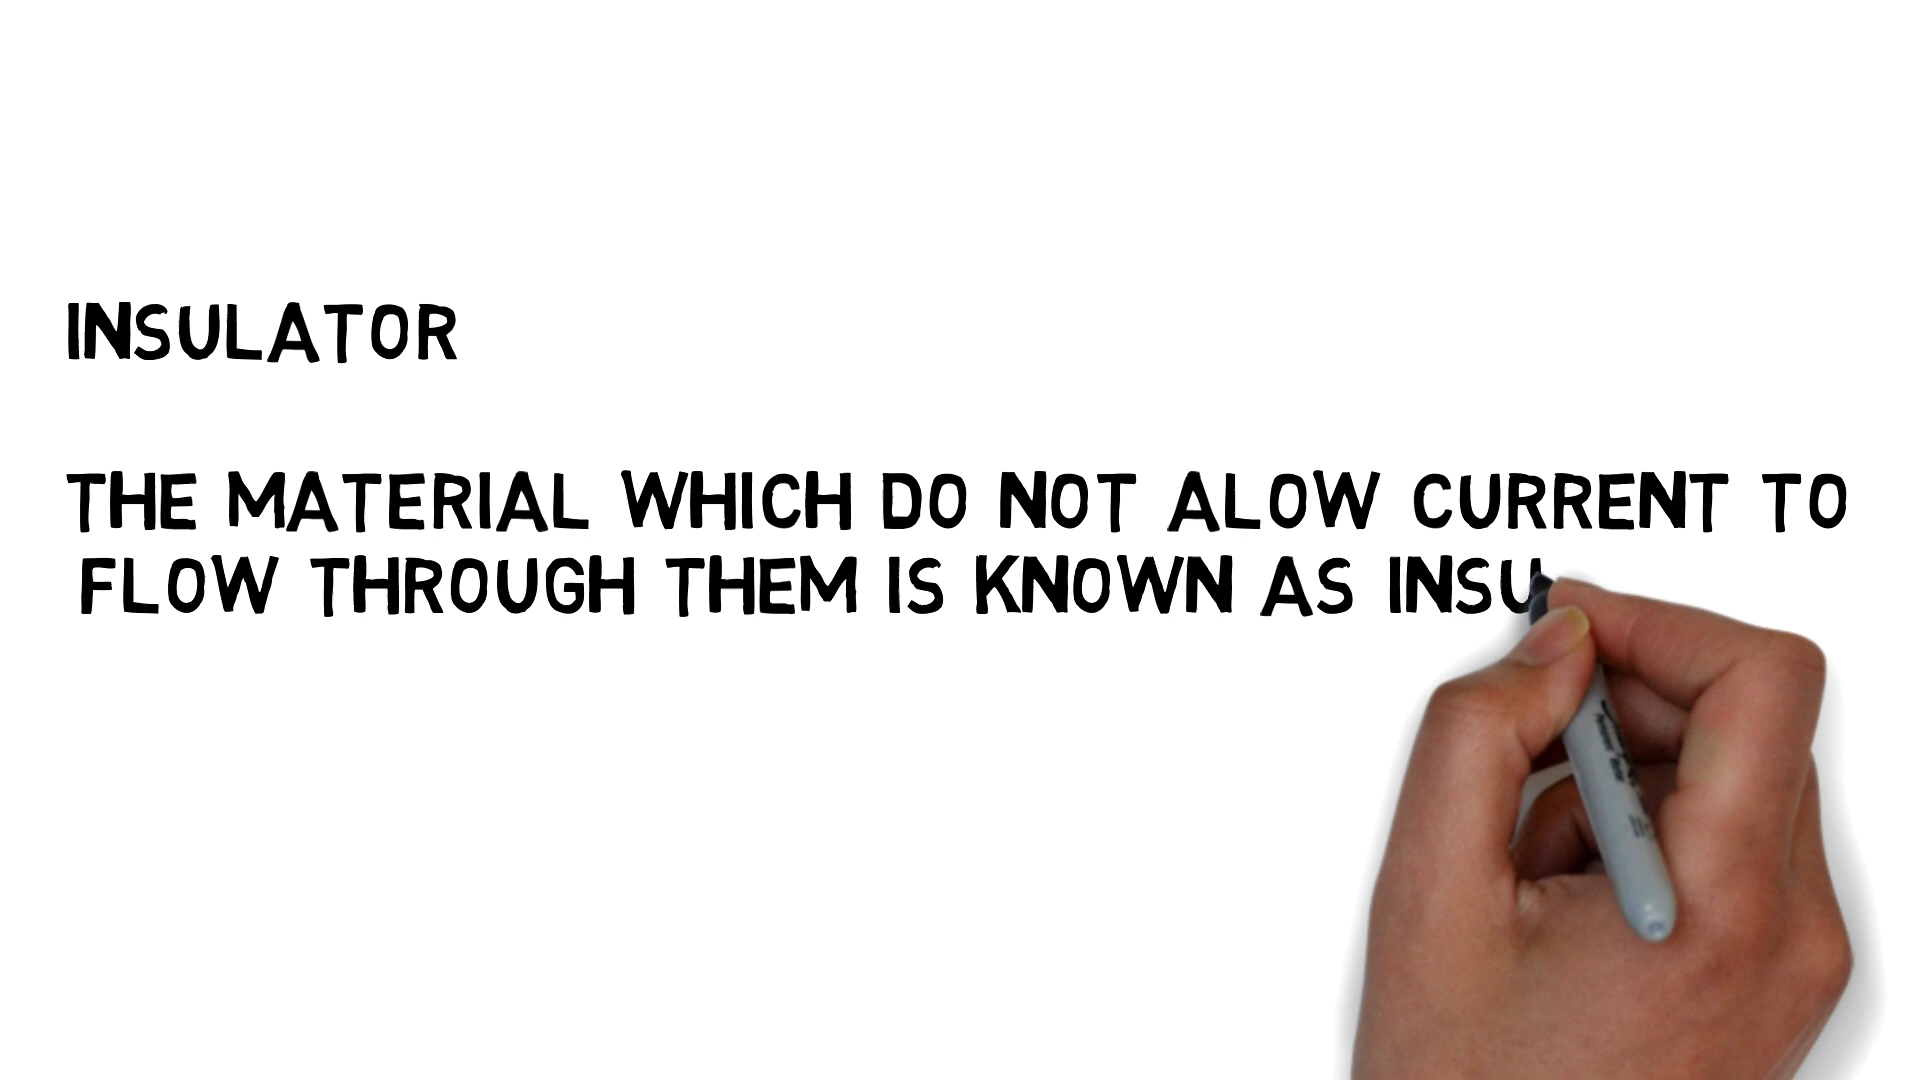 INSULATOR
THE MATERIAL WHICH DO NOT ALOW CURRENT TO
FLOW THROUGH THEM IS KNOWN AS INSU